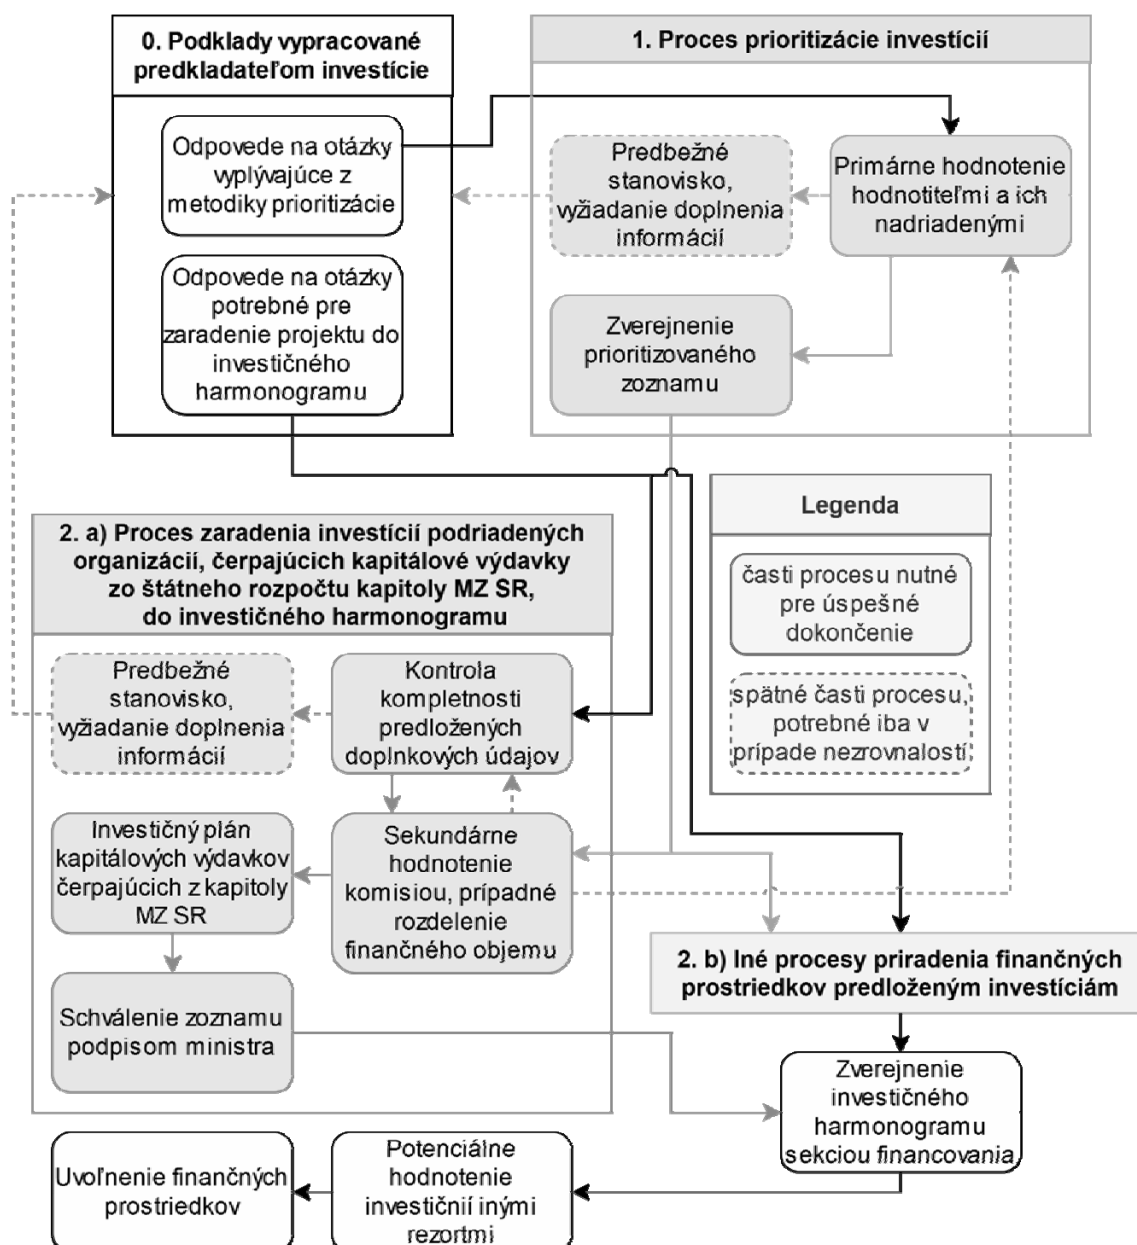 0. Podklady vypracované
predkladateľom investície
Odpovede na otázky
vyplývajúce z
metodiky prioritizácie
Odpovede na otázky
potrebné pre
zaradenie projektu do
investičného
harmonogramu
1. Proces prioritizácie investícií
Predbežné
stanovisko,
vyžiadanie doplnenia
informácií
Primárne hodnotenie
hodnotiteľmi a ich
nadriadenými
Zverejnenie
prioritizovaného
zoznamu
Legenda
časti procesu nutné
pre úspešné
dokončenie
spätné časti procesu,
potrebné iba v
prípade nezrovnalostí
2. a) Proces zaradenia investícií podriadených
organizácií, čerpajúcich kapitálové výdavky
zo štátneho rozpočtu kapitoly MZ SR,
do investičného harmonogramu
Predbežné
stanovisko,
vyžiadanie doplnenia
informácií
Kontrola
kompletnosti
predložených
doplnkových údajov
Investičný plán
kapitálových výdavkov
čerpajúcich z kapitoly
MZ SR
Sekundárne
hodnotenie
komisiou, prípadné
rozdelenie
finančného objemu
Schválenie zoznamu
podpisom ministra
2. b) Iné procesy priradenia finančných
prostriedkov predloženým investíciám
Zverejnenie
investičného
harmonogramu
sekciou financovania
Potenciálne
hodnotenie
investičnií inými
rezortmi
Uvoľnenie finančných
prostriedkov